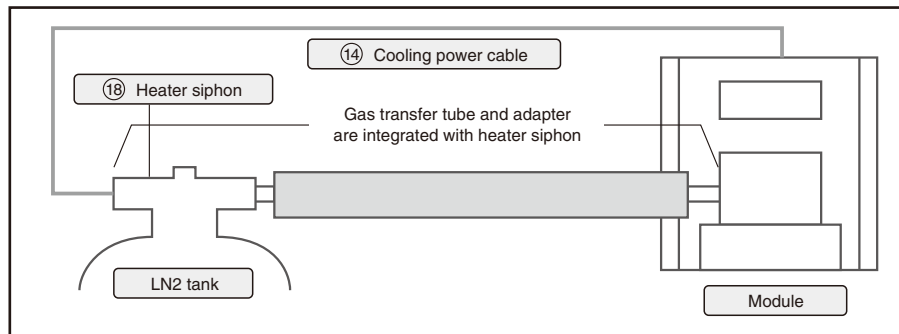 ⑭ Cooling power cable
⑱ Heater siphon
Gas transfer tube and adapter
are integrated with heater siphon
LN2 tank
Module